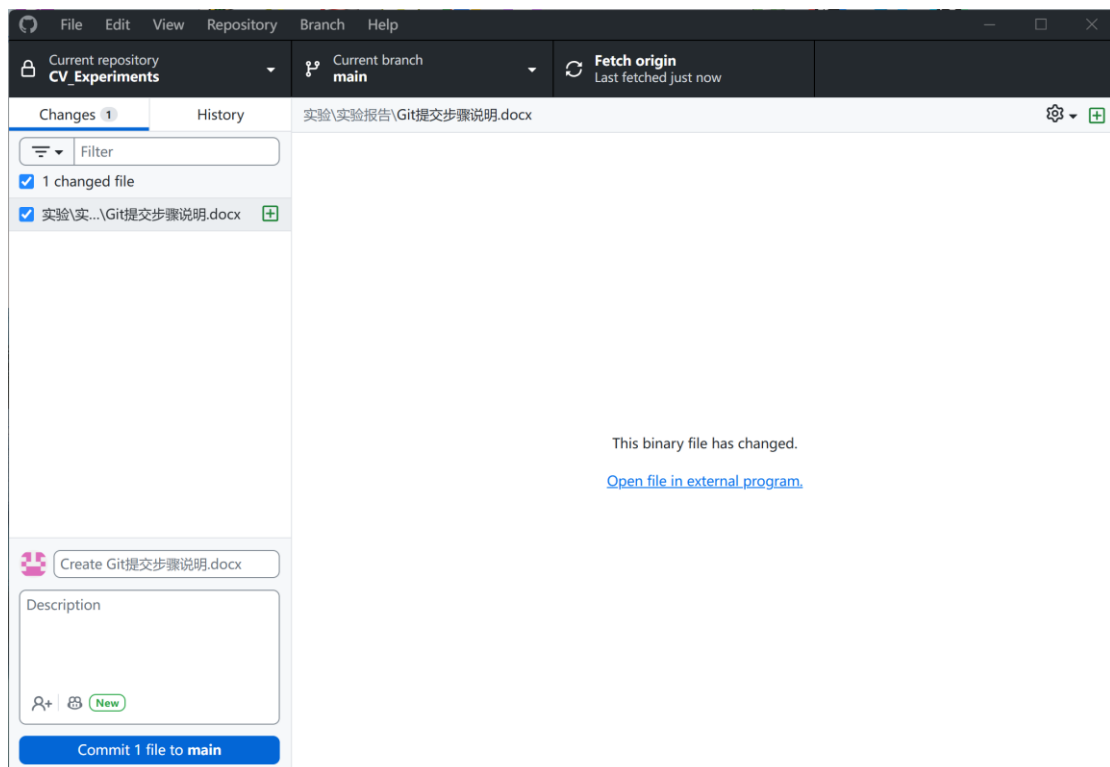 File Edit View Repository Branch Help
Current repository
CV_Experiments
Current branch
main
Fetch origin
Last fetched just now
Changes 1
History
实验\实验报告\Git提交步骤说明.docx
Filter
1 changed file
实验\实...\Git提交步骤说明.docx
This binary file has changed.
Open file in external program.
Create Git提交步骤说明.docx
Description
New
Commit 1 file to main